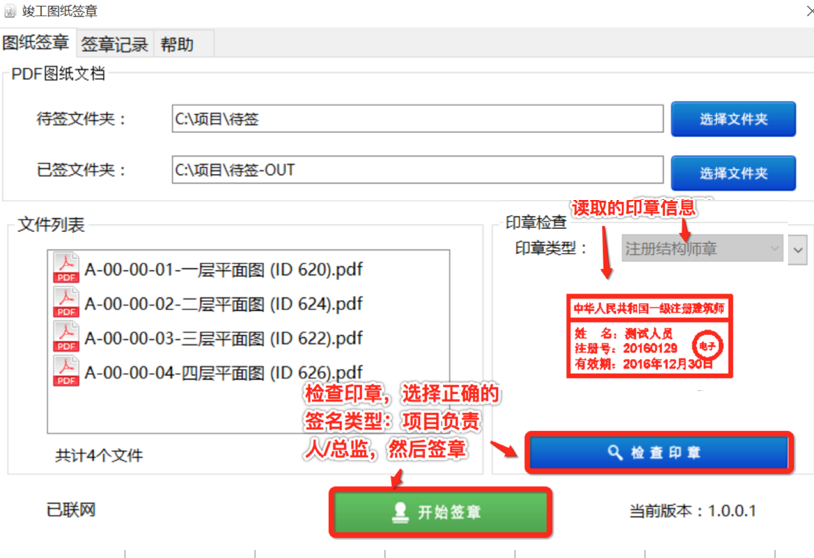 竣工图纸签章
图纸签章 签章记录 帮助
PDF图纸文档
待签文件夹： C:\项目\待签 选择文件夹
已签文件夹： C:\项目\待签-OUT 选择文件夹
读取的印章信息
文件列表
印章检查
印章类型： 注册结构师章
PDF A-00-00-01-一层平面图 (ID 620).pdf
PDF A-00-00-02-二层平面图 (ID 624).pdf
PDF A-00-00-03-三层平面图 (ID 622).pdf
PDF A-00-00-04-四层平面图 (ID 626).pdf
中华人民共和国一级注册建筑师
姓 名：测试人员
注册号：20160129
有效期：2016年12月30日
电子
检查印章，选择正确的
签名类型：项目负责
人/总监，然后签章
共计4个文件
检查印章
已联网
开始签章
当前版本：1.0.0.1